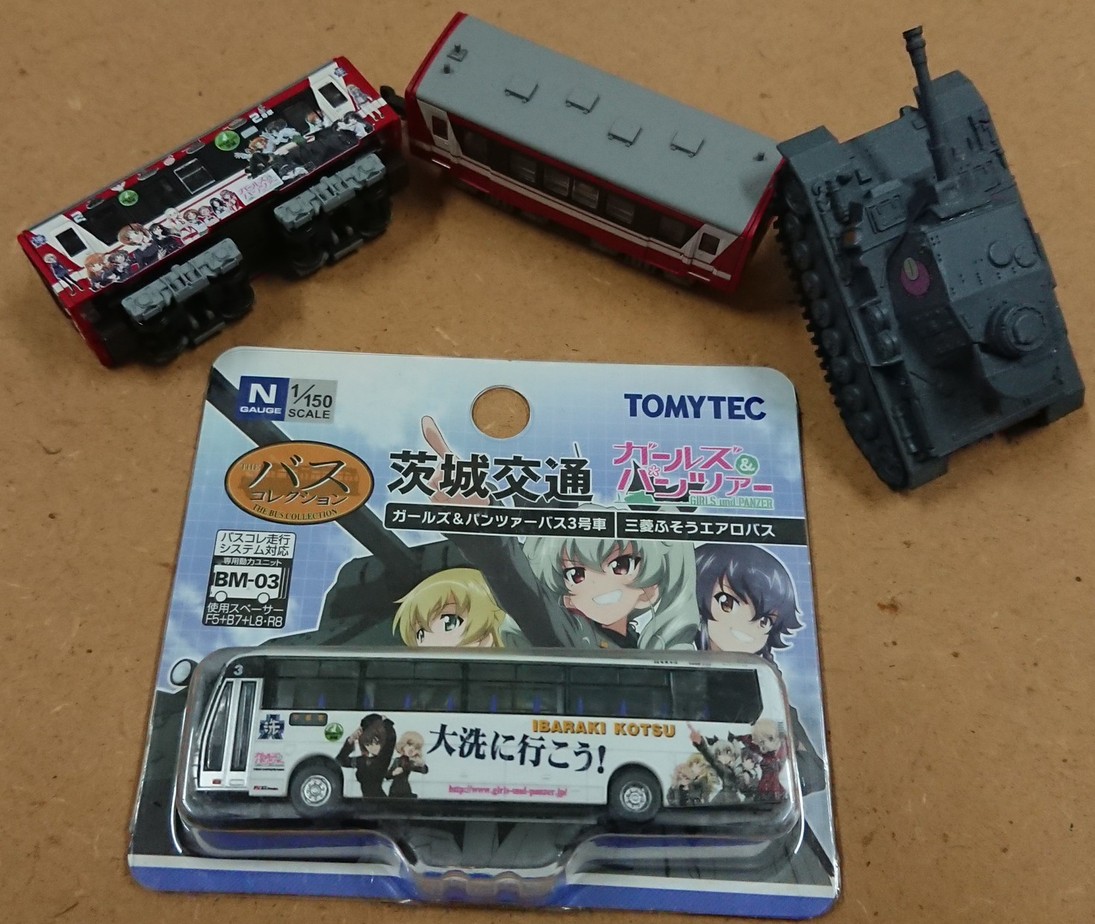 N
GAUGE
1/150
SCALE
TOMYTEC
THE
バス
コレクション
THE BUS COLLECTION
茨城交通
ガールズ&パンツァー
GIRLS und PANZER
ガールズ&パンツァーバス3号車
三菱ふそうエアロバス
バスコレ走行
システム対応
専用動力ユニット
BM-03
使用スペーサー
F5+B7+L8・R8
3
洗
IBARAKI KOTSU
大洗に行こう!
http://www.girls-und-panzer.jp/